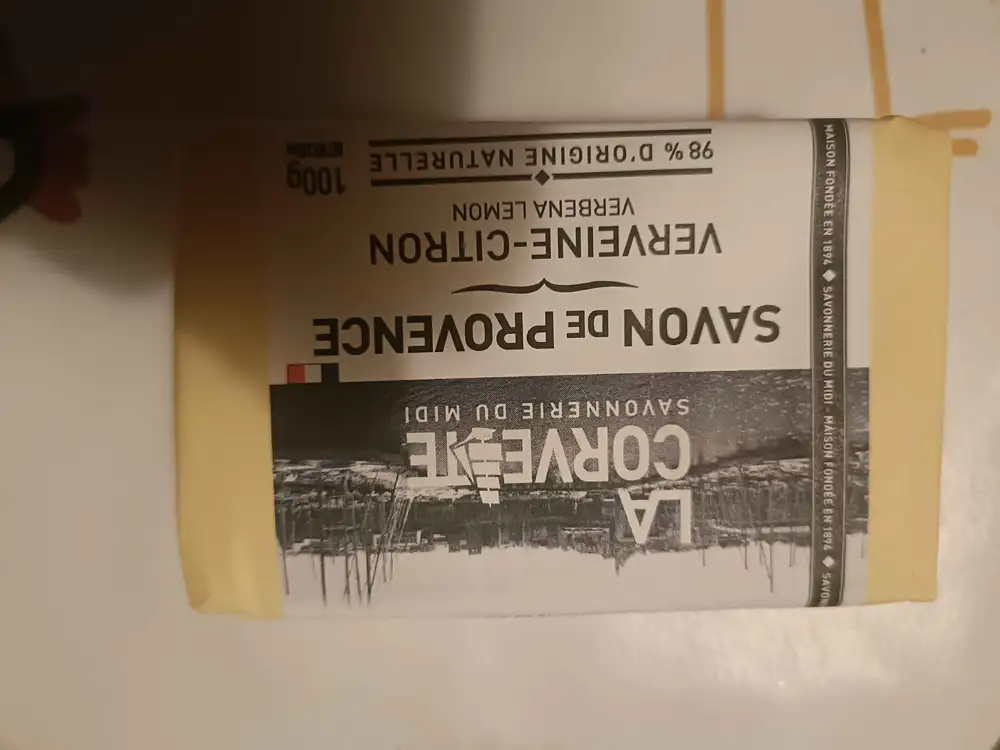 LA
CORVETTE
SAVONNERIE DU MIDI
SAVON DE PROVENCE
VERVEINE-CITRON
VERBENA LEMON
98% D'ORIGINE NATURELLE
100g
MAISON FONDÉE EN 1894 ◆ SAVONNERIE DU MIDI - MAISON FONDÉE EN 1894 ◆ SAVON